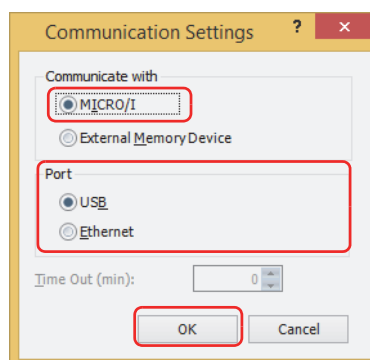 Communication Settings ? ×
Communicate with
MICRO/I
External Memory Device
Port
USB
Ethernet
Time Out (min): 0
OK Cancel